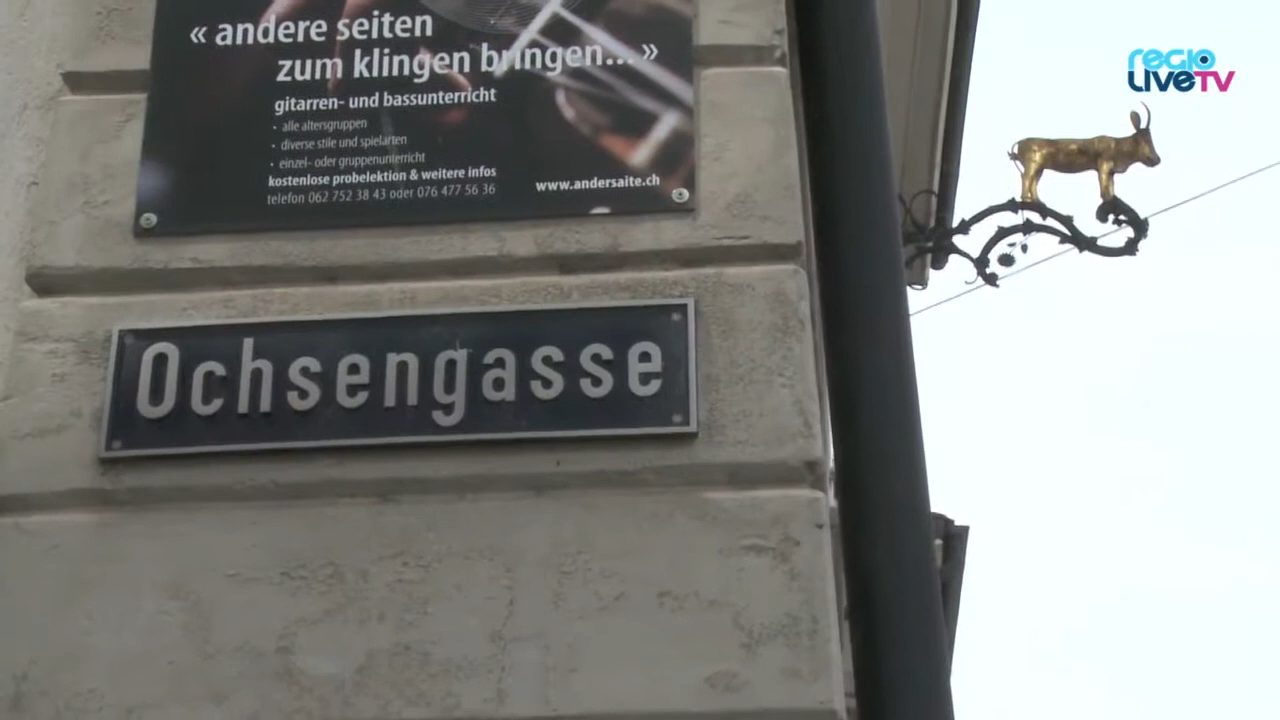 « andere seiten
zum klingen bringen... »
gitarren- und bassunterricht
• alle altersgruppen
• diverse stile und spielarten
• einzel- oder gruppenunterricht
kostenlose probelektion & weitere infos
telefon 062 752 38 43 oder 076 477 56 36
www.andersaite.ch
regio
LIVETV
Ochsengasse